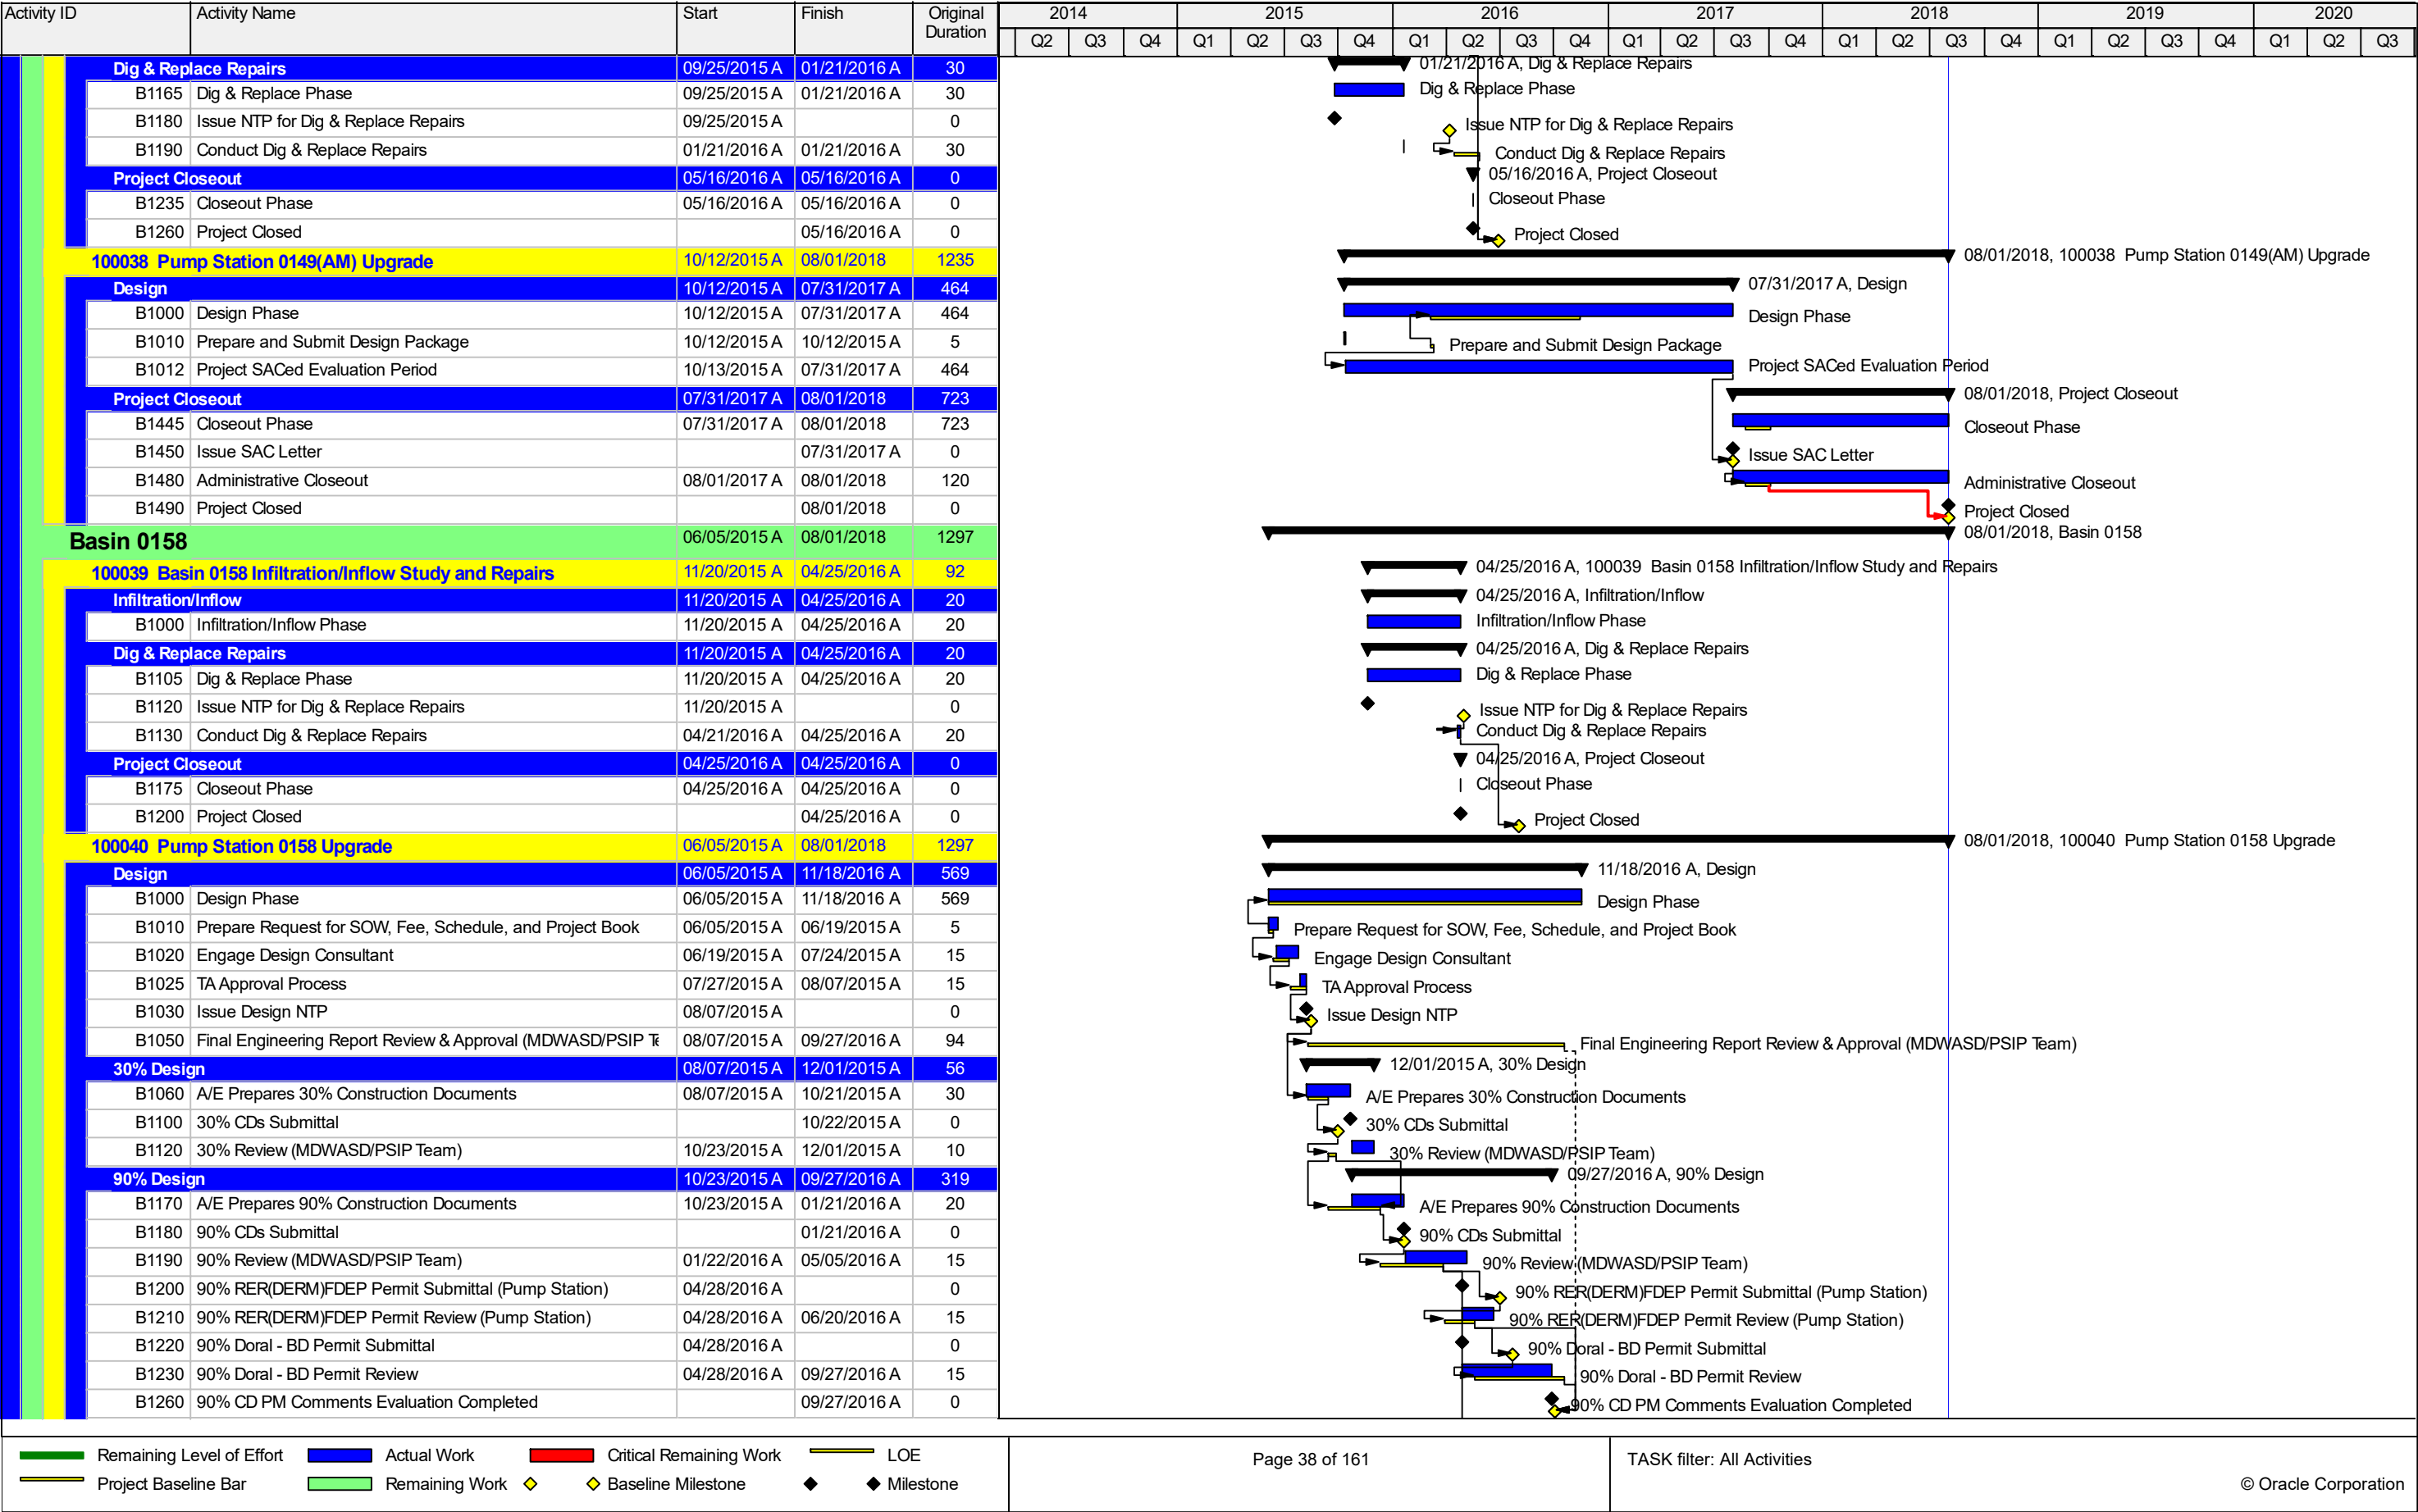 Activity ID Activity Name Start Finish Original Duration 2014 2015 2016 2017 2018 2019 2020
Q2 Q3 Q4 Q1 Q2 Q3 Q4 Q1 Q2 Q3 Q4 Q1 Q2 Q3 Q4 Q1 Q2 Q3 Q4 Q1 Q2 Q3 Q4 Q1 Q2 Q3
Dig & Replace Repairs 09/25/2015 A 01/21/2016 A 30 01/21/2016 A, Dig & Replace Repairs
B1165 Dig & Replace Phase 09/25/2015 A 01/21/2016 A 30 Dig & Replace Phase
B1180 Issue NTP for Dig & Replace Repairs 09/25/2015 A 0 Issue NTP for Dig & Replace Repairs
B1190 Conduct Dig & Replace Repairs 01/21/2016 A 01/21/2016 A 30 Conduct Dig & Replace Repairs
Project Closeout 05/16/2016 A 05/16/2016 A 0 05/16/2016 A, Project Closeout
B1235 Closeout Phase 05/16/2016 A 05/16/2016 A 0 Closeout Phase
B1260 Project Closed 05/16/2016 A 0 Project Closed
100038 Pump Station 0149(AM) Upgrade 10/12/2015 A 08/01/2018 1235 08/01/2018, 100038 Pump Station 0149(AM) Upgrade
Design 10/12/2015 A 07/31/2017 A 464 07/31/2017 A, Design
B1000 Design Phase 10/12/2015 A 07/31/2017 A 464 Design Phase
B1010 Prepare and Submit Design Package 10/12/2015 A 10/12/2015 A 5 Prepare and Submit Design Package
B1012 Project SACed Evaluation Period 10/13/2015 A 07/31/2017 A 464 Project SACed Evaluation Period
Project Closeout 07/31/2017 A 08/01/2018 723 08/01/2018, Project Closeout
B1445 Closeout Phase 07/31/2017 A 08/01/2018 723 Closeout Phase
B1450 Issue SAC Letter 07/31/2017 A 0 Issue SAC Letter
B1480 Administrative Closeout 08/01/2017 A 08/01/2018 120 Administrative Closeout
B1490 Project Closed 08/01/2018 0 Project Closed
Basin 0158 06/05/2015 A 08/01/2018 1297 08/01/2018, Basin 0158
100039 Basin 0158 Infiltration/Inflow Study and Repairs 11/20/2015 A 04/25/2016 A 92 04/25/2016 A, 100039 Basin 0158 Infiltration/Inflow Study and Repairs
Infiltration/Inflow 11/20/2015 A 04/25/2016 A 20 04/25/2016 A, Infiltration/Inflow
B1000 Infiltration/Inflow Phase 11/20/2015 A 04/25/2016 A 20 Infiltration/Inflow Phase
Dig & Replace Repairs 11/20/2015 A 04/25/2016 A 20 04/25/2016 A, Dig & Replace Repairs
B1105 Dig & Replace Phase 11/20/2015 A 04/25/2016 A 20 Dig & Replace Phase
B1120 Issue NTP for Dig & Replace Repairs 11/20/2015 A 0 Issue NTP for Dig & Replace Repairs
B1130 Conduct Dig & Replace Repairs 04/21/2016 A 04/25/2016 A 20 Conduct Dig & Replace Repairs
Project Closeout 04/25/2016 A 04/25/2016 A 0 04/25/2016 A, Project Closeout
B1175 Closeout Phase 04/25/2016 A 04/25/2016 A 0 Closeout Phase
B1200 Project Closed 04/25/2016 A 0 Project Closed
100040 Pump Station 0158 Upgrade 06/05/2015 A 08/01/2018 1297 08/01/2018, 100040 Pump Station 0158 Upgrade
Design 06/05/2015 A 11/18/2016 A 569 11/18/2016 A, Design
B1000 Design Phase 06/05/2015 A 11/18/2016 A 569 Design Phase
B1010 Prepare Request for SOW, Fee, Schedule, and Project Book 06/05/2015 A 06/19/2015 A 5 Prepare Request for SOW, Fee, Schedule, and Project Book
B1020 Engage Design Consultant 06/19/2015 A 07/24/2015 A 15 Engage Design Consultant
B1025 TA Approval Process 07/27/2015 A 08/07/2015 A 15 TA Approval Process
B1030 Issue Design NTP 08/07/2015 A 0 Issue Design NTP
B1050 Final Engineering Report Review & Approval (MDWASD/PSIP Te 08/07/2015 A 09/27/2016 A 94 Final Engineering Report Review & Approval (MDWASD/PSIP Team)
30% Design 08/07/2015 A 12/01/2015 A 56 12/01/2015 A, 30% Design
B1060 A/E Prepares 30% Construction Documents 08/07/2015 A 10/21/2015 A 30 A/E Prepares 30% Construction Documents
B1100 30% CDs Submittal 10/22/2015 A 0 30% CDs Submittal
B1120 30% Review (MDWASD/PSIP Team) 10/23/2015 A 12/01/2015 A 10 30% Review (MDWASD/PSIP Team)
90% Design 10/23/2015 A 09/27/2016 A 319 09/27/2016 A, 90% Design
B1170 A/E Prepares 90% Construction Documents 10/23/2015 A 01/21/2016 A 20 A/E Prepares 90% Construction Documents
B1180 90% CDs Submittal 01/21/2016 A 0 90% CDs Submittal
B1190 90% Review (MDWASD/PSIP Team) 01/22/2016 A 05/05/2016 A 15 90% Review (MDWASD/PSIP Team)
B1200 90% RER(DERM)FDEP Permit Submittal (Pump Station) 04/28/2016 A 0 90% RER(DERM)FDEP Permit Submittal (Pump Station)
B1210 90% RER(DERM)FDEP Permit Review (Pump Station) 04/28/2016 A 06/20/2016 A 15 90% RER(DERM)FDEP Permit Review (Pump Station)
B1220 90% Doral - BD Permit Submittal 04/28/2016 A 0 90% Doral - BD Permit Submittal
B1230 90% Doral - BD Permit Review 04/28/2016 A 09/27/2016 A 15 90% Doral - BD Permit Review
B1260 90% CD PM Comments Evaluation Completed 09/27/2016 A 0 90% CD PM Comments Evaluation Completed
Remaining Level of Effort Actual Work Critical Remaining Work LOE Page 38 of 161 TASK filter: All Activities
Project Baseline Bar Remaining Work Baseline Milestone Milestone © Oracle Corporation